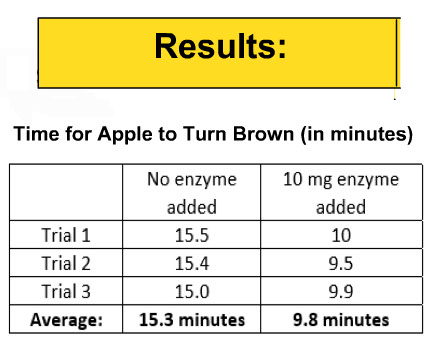 Results:
Time for Apple to Turn Brown (in minutes)
No enzyme added 10 mg enzyme added
Trial 1 15.5 10
Trial 2 15.4 9.5
Trial 3 15.0 9.9
Average: 15.3 minutes 9.8 minutes